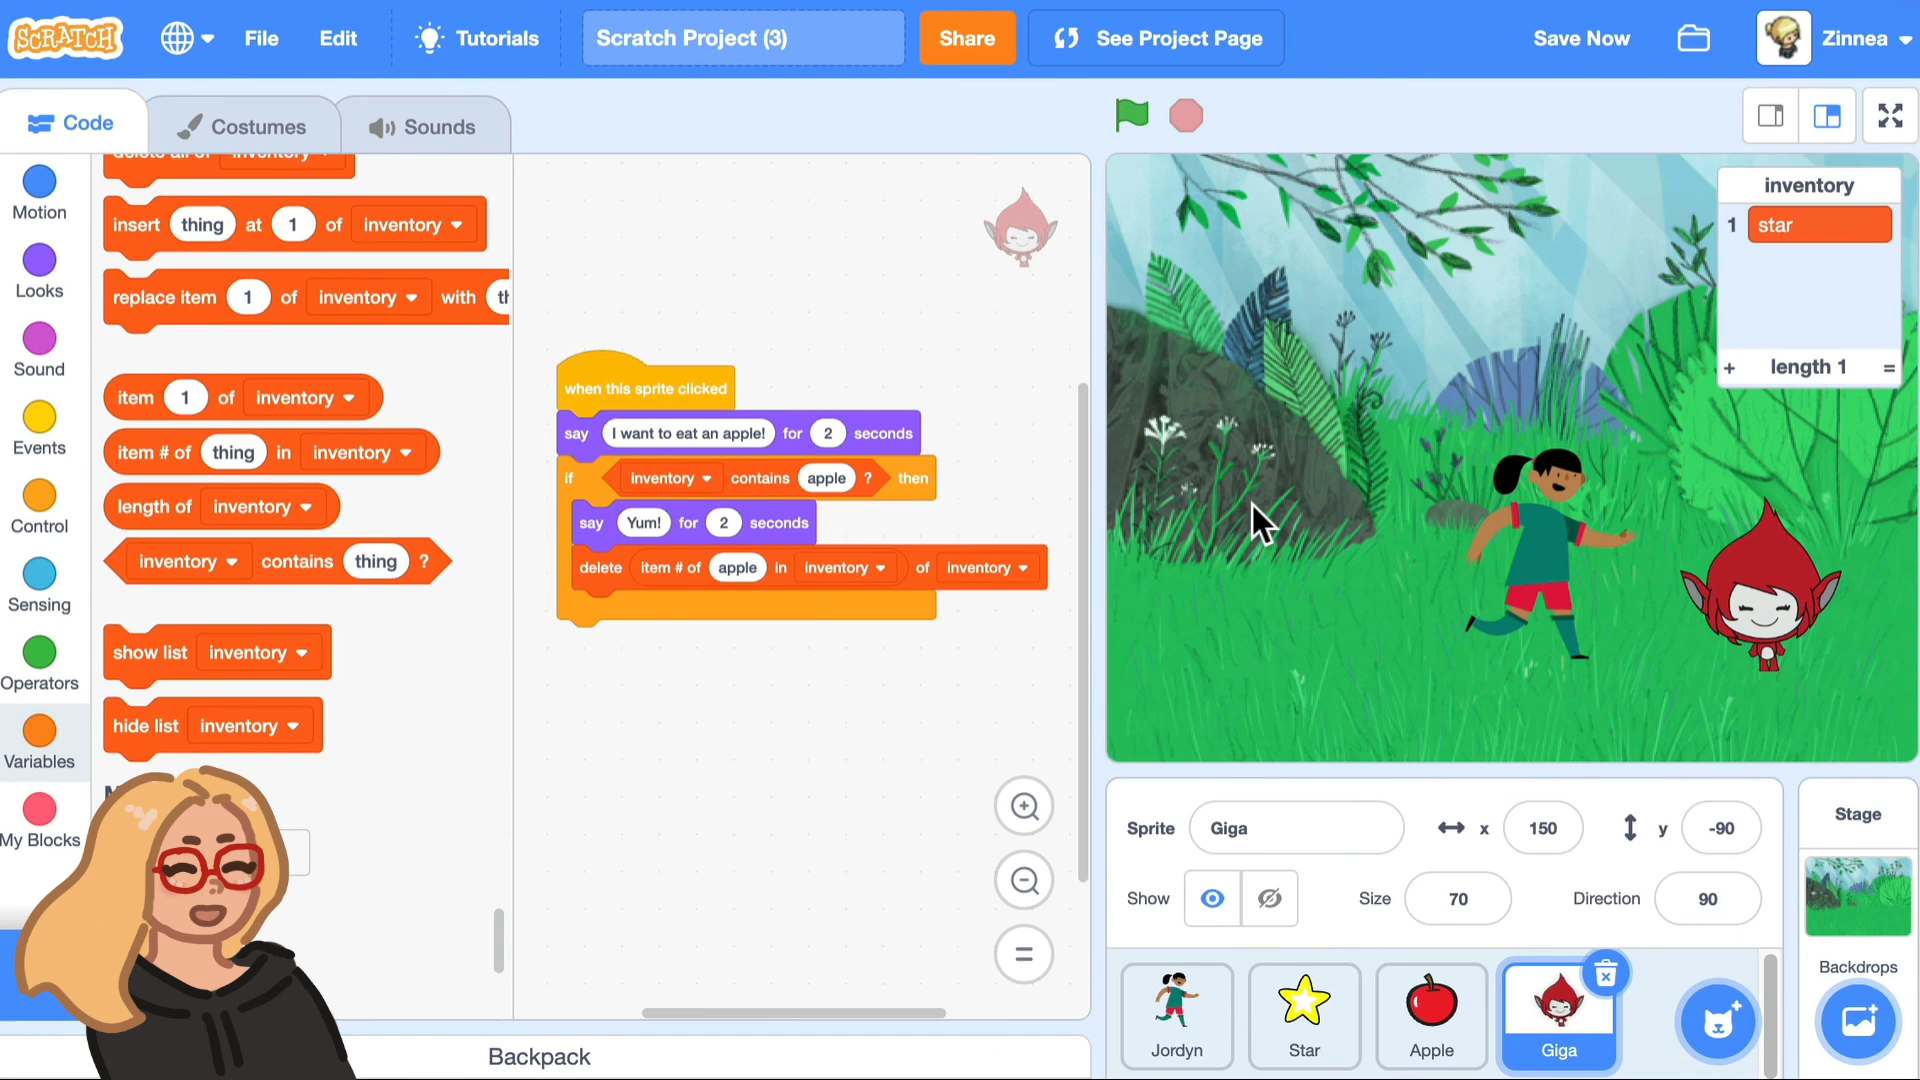 SCRATCH
File
Edit
Tutorials
Scratch Project (3)
Share
See Project Page
Save Now
Zinnea
Code
Costumes
Sounds
Motion
Looks
Sound
Events
Control
Sensing
Operators
Variables
My Blocks
delete all of inventory
insert thing at 1 of inventory
replace item 1 of inventory with
item 1 of inventory
item # of thing in inventory
length of inventory
inventory contains thing ?
show list inventory
hide list inventory
when this sprite clicked
say I want to eat an apple! for 2 seconds
if inventory contains apple ? then
say Yum! for 2 seconds
delete item # of apple in inventory of inventory
Backpack
inventory
1 star
+ length 1 =
Sprite Giga x 150 y -90
Show Size 70 Direction 90
Jordyn
Star
Apple
Giga
Stage
Backdrops